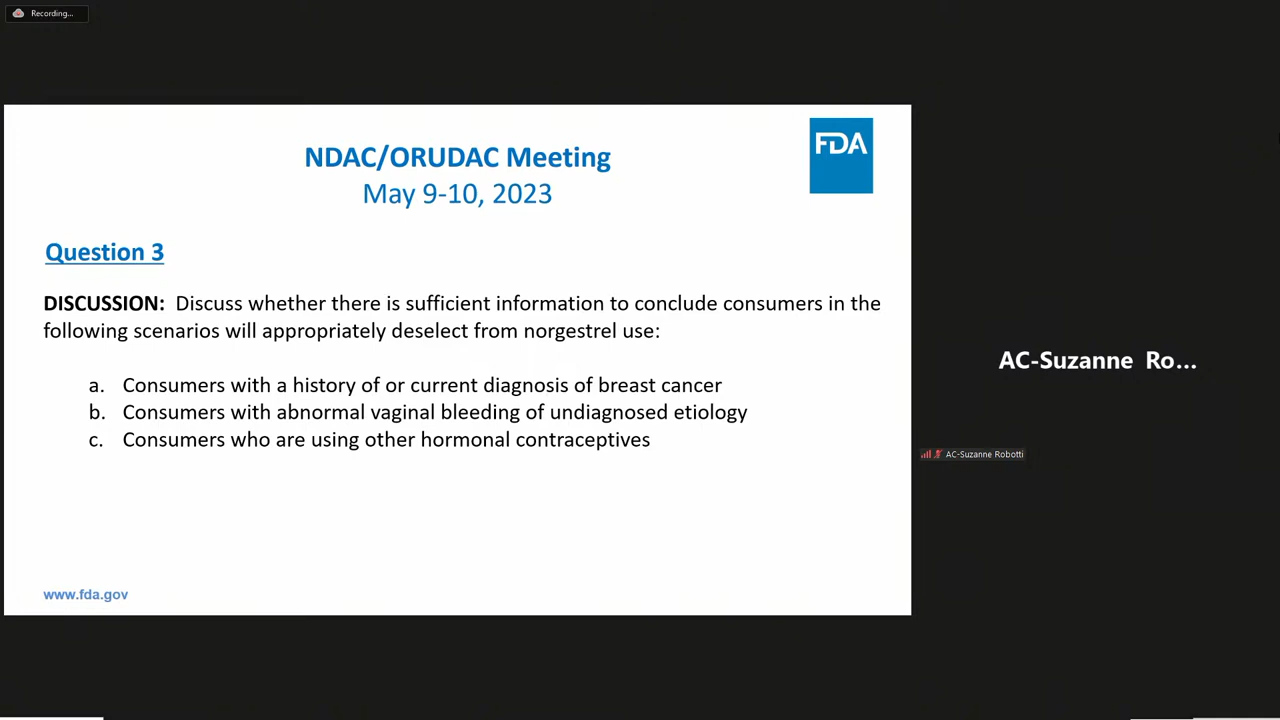 Recording...
FDA
NDAC/ORUDAC Meeting
May 9-10, 2023
Question 3
DISCUSSION: Discuss whether there is sufficient information to conclude consumers in the
following scenarios will appropriately deselect from norgestrel use:
a. Consumers with a history of or current diagnosis of breast cancer
b. Consumers with abnormal vaginal bleeding of undiagnosed etiology
c. Consumers who are using other hormonal contraceptives
www.fda.gov
AC-Suzanne Ro...
AC-Suzanne Robotti